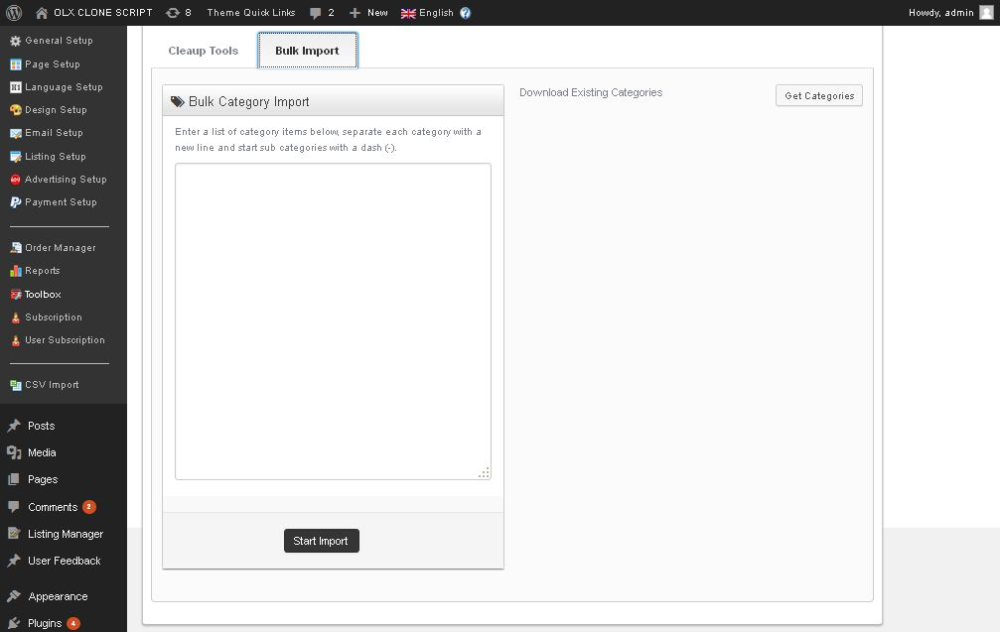 OLX CLONE SCRIPT 8 Theme Quick Links 2 New English ? Howdy, admin
General Setup
Page Setup
Language Setup
Design Setup
Email Setup
Listing Setup
Advertising Setup
Payment Setup
Order Manager
Reports
Toolbox
Subscription
User Subscription
CSV Import
Posts
Media
Pages
Comments 2
Listing Manager
User Feedback
Appearance
Plugins 4
Cleaup Tools Bulk Import
Bulk Category Import
Enter a list of category items below, separate each category with a
new line and start sub categories with a dash (-).
Start Import
Download Existing Categories Get Categories